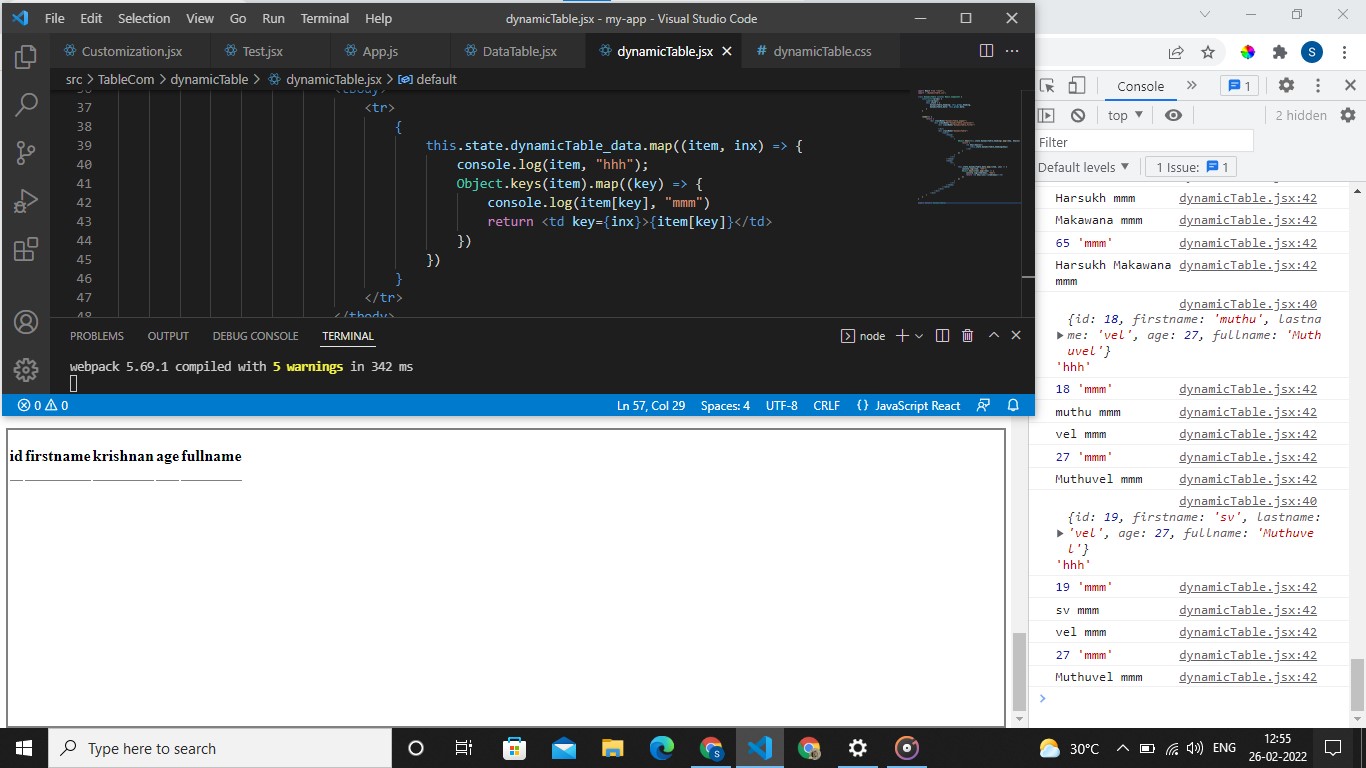 File Edit Selection View Go Run Terminal Help dynamicTable.jsx - my-app - Visual Studio Code
Customization.jsx Test.jsx App.js DataTable.jsx dynamicTable.jsx # dynamicTable.css
src > TableCom > dynamicTable > dynamicTable.jsx > default
36 <tbody>
37 <tr>
38 {
39 this.state.dynamicTable_data.map((item, inx) => {
40 console.log(item, "hhh");
41 Object.keys(item).map((key) => {
42 console.log(item[key], "mmm")
43 return <td key={inx}>{item[key]}</td>
44 })
45 })
46 }
47 </tr>
48 </tbody>
PROBLEMS OUTPUT DEBUG CONSOLE TERMINAL node
webpack 5.69.1 compiled with 5 warnings in 342 ms
0 0 Ln 57, Col 29 Spaces: 4 UTF-8 CRLF {} JavaScript React
id firstname krishnan age fullname
S
Console » 1
top 2 hidden
Filter
Default levels 1 Issue: 1
Harsukh mmm dynamicTable.jsx:42
Makawana mmm dynamicTable.jsx:42
65 'mmm' dynamicTable.jsx:42
Harsukh Makawana dynamicTable.jsx:42
mmm
dynamicTable.jsx:40
{id: 18, firstname: 'muthu', lastna
me: 'vel', age: 27, fullname: 'Muth
uvel'}
'hhh'
18 'mmm' dynamicTable.jsx:42
muthu mmm dynamicTable.jsx:42
vel mmm dynamicTable.jsx:42
27 'mmm' dynamicTable.jsx:42
Muthuvel mmm dynamicTable.jsx:42
dynamicTable.jsx:40
{id: 19, firstname: 'sv', lastname:
'vel', age: 27, fullname: 'Muthuve
l'}
'hhh'
19 'mmm' dynamicTable.jsx:42
sv mmm dynamicTable.jsx:42
vel mmm dynamicTable.jsx:42
27 'mmm' dynamicTable.jsx:42
Muthuvel mmm dynamicTable.jsx:42
>
Type here to search S 30°C ENG 12:55
26-02-2022